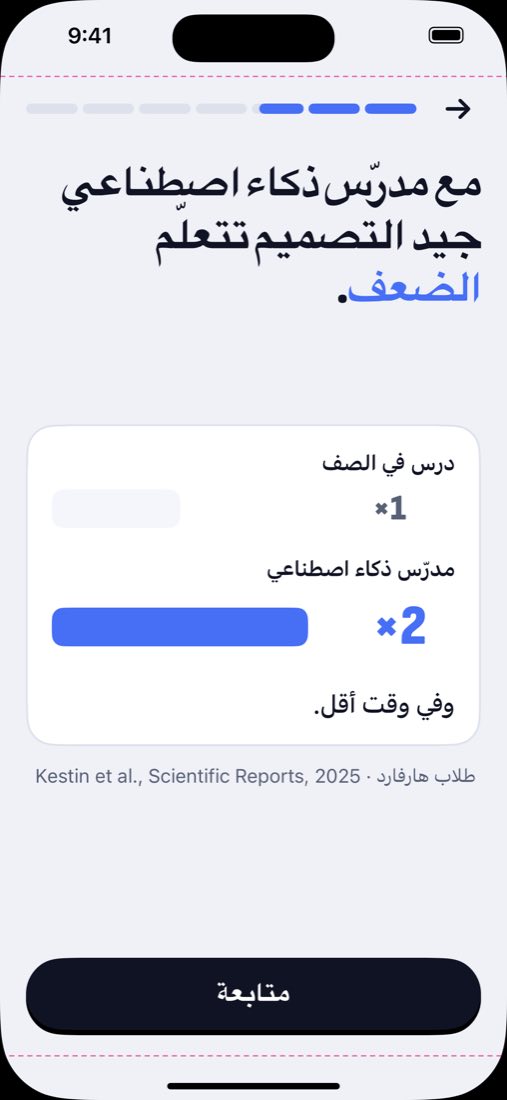 9:41
مع مدرّس ذكاء اصطناعي
جيد التصميم تتعلّم
الضعف.
درس في الصف
×1
مدرّس ذكاء اصطناعي
×2
وفي وقت أقل.
طلاب هارفارد · Kestin et al., Scientific Reports, 2025
متابعة